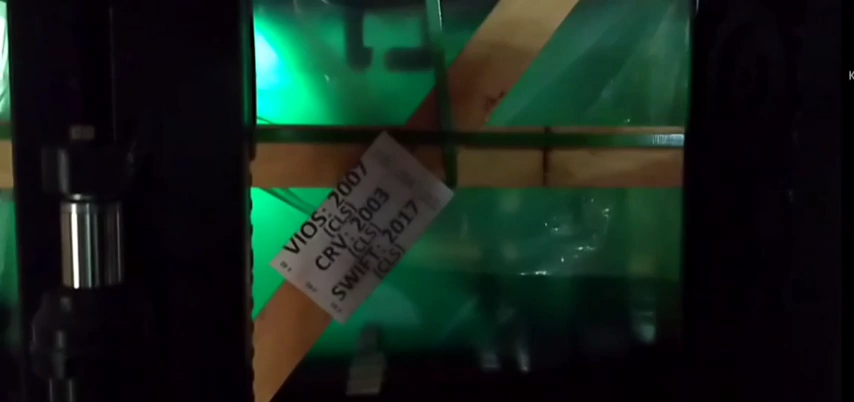 VIOS: 2007
(CLS)
CRV: 2003
(CLS)
SWIFT: 2017
(CLS)
K